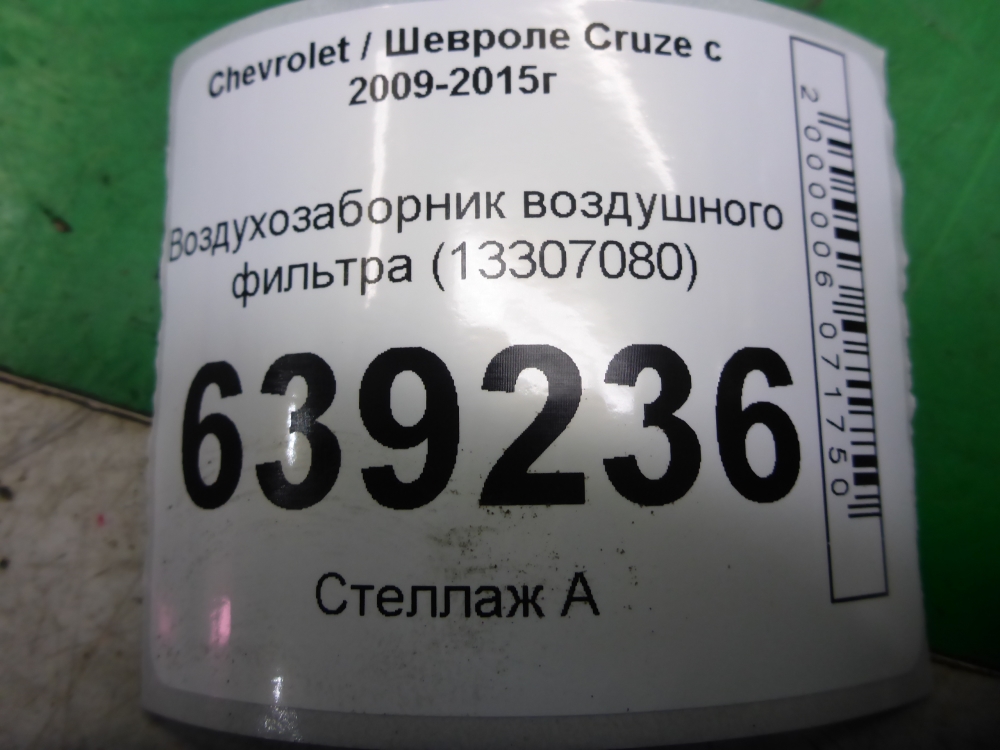 Chevrolet / Шевроле Cruze с
2009-2015г
Воздухозаборник воздушного
фильтра (13307080)
639236
Стеллаж А
2000006071750